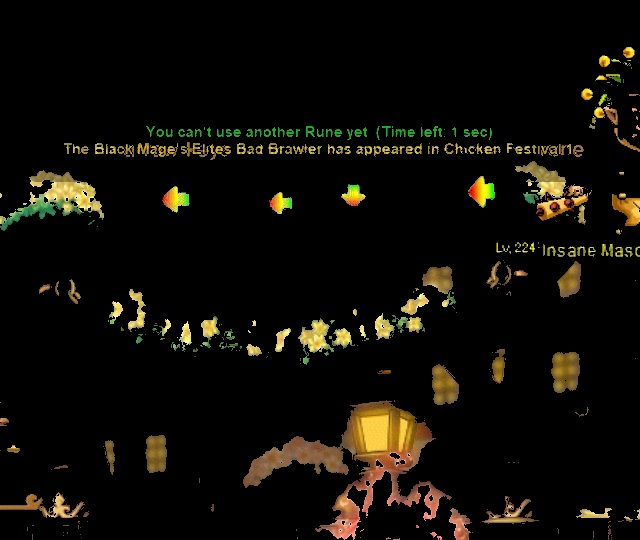 You can't use another Rune yet (Time left: 1 sec)
The Black Mage's Elites Bad Brawler has appeared in Chicken Festival1.
Lv. 224 Insane Masc